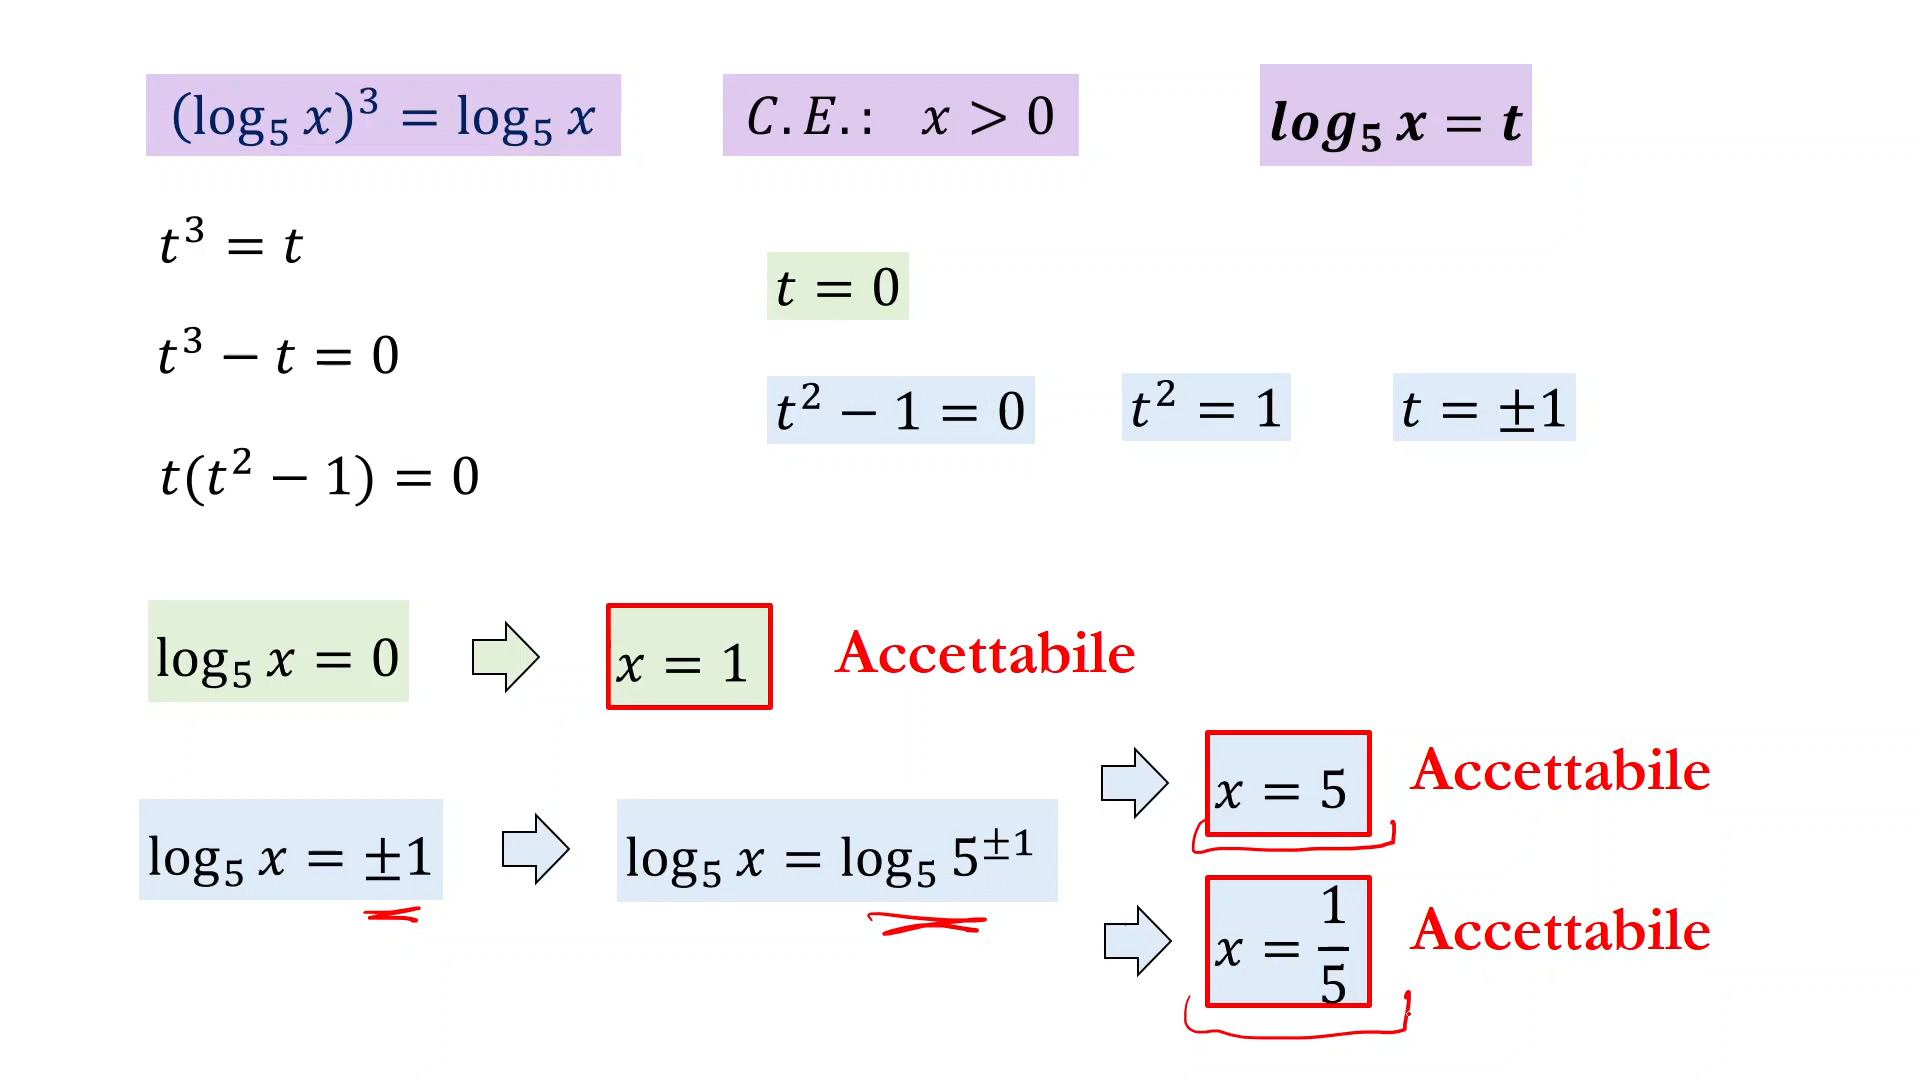 (log₅ x)³ = log₅ x
C.E.: x > 0
log₅ x = t
t³ = t
t³ − t = 0
t(t² − 1) = 0
t = 0
t² − 1 = 0
t² = 1
t = ±1
log₅ x = 0
x = 1
Accettabile
log₅ x = ±1
log₅ x = log₅ 5^±1
x = 5
Accettabile
x = 1/5
Accettabile